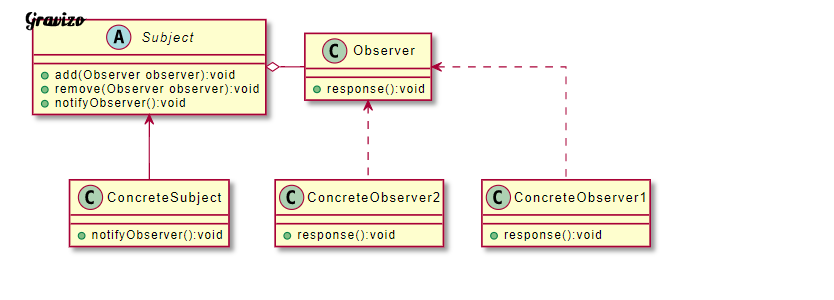 Gravizo
A Subject
add(Observer observer):void
remove(Observer observer):void
notifyObserver():void
C Observer
response():void
C ConcreteSubject
notifyObserver():void
C ConcreteObserver2
response():void
C ConcreteObserver1
response():void